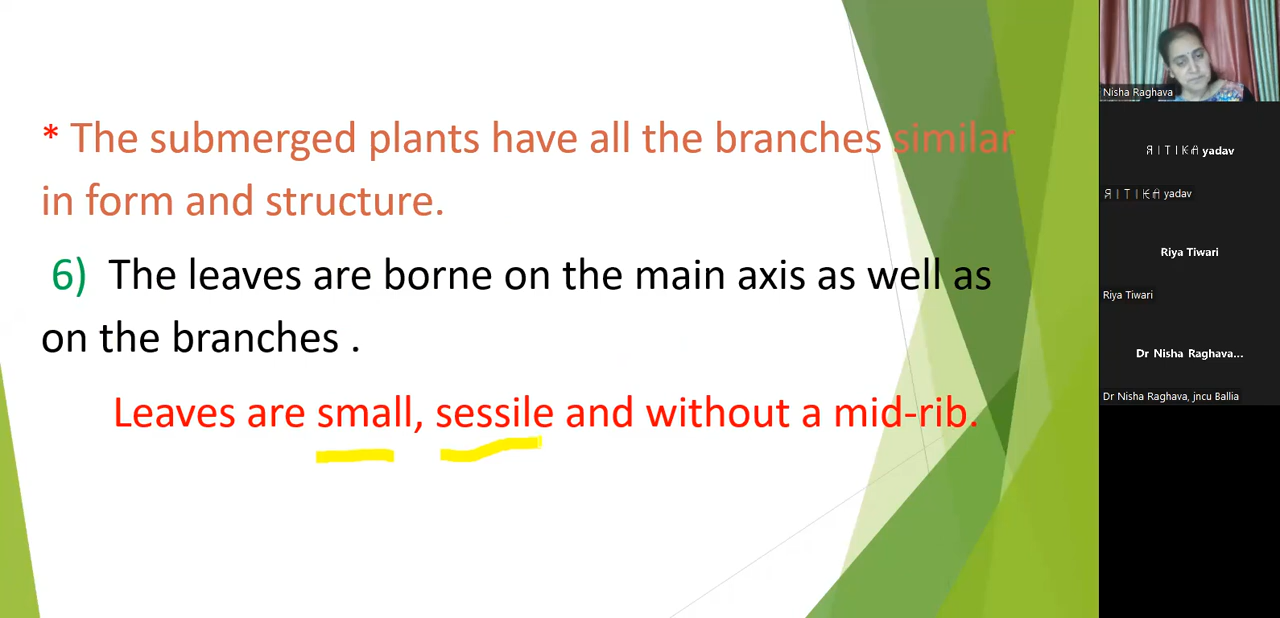 * The submerged plants have all the branches similar
in form and structure.
6) The leaves are borne on the main axis as well as
on the branches .
Leaves are small, sessile and without a mid-rib.
Nisha Raghava
ЯITIKĀ yadav
ЯITIKĀ yadav
Riya Tiwari
Riya Tiwari
Dr Nisha Raghava...
Dr Nisha Raghava, jncu Ballia